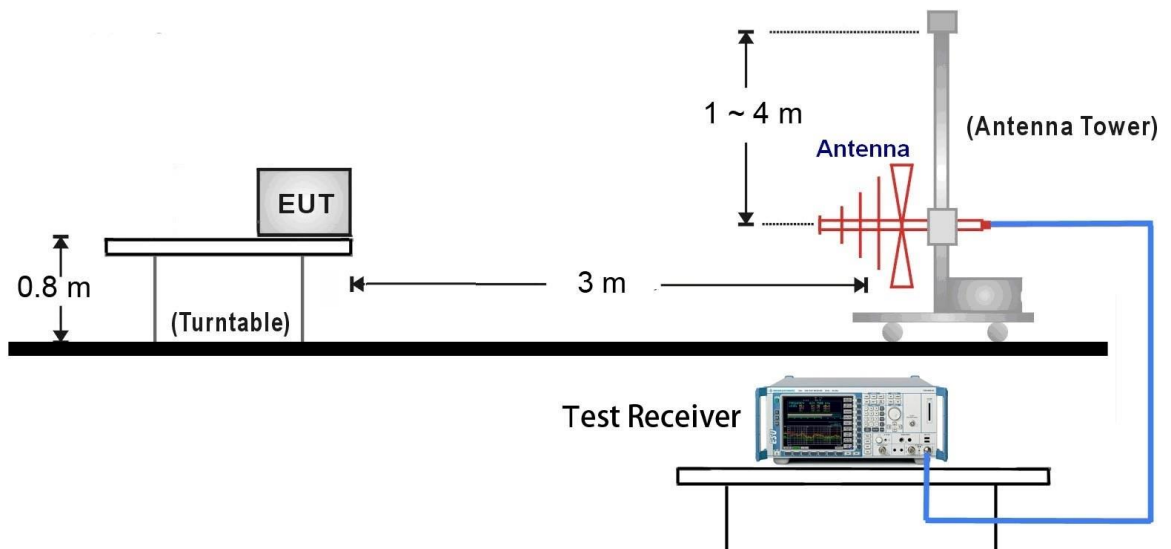 1 ~ 4 m
(Antenna Tower)
Antenna
EUT
0.8 m
3 m
(Turntable)
Test Receiver